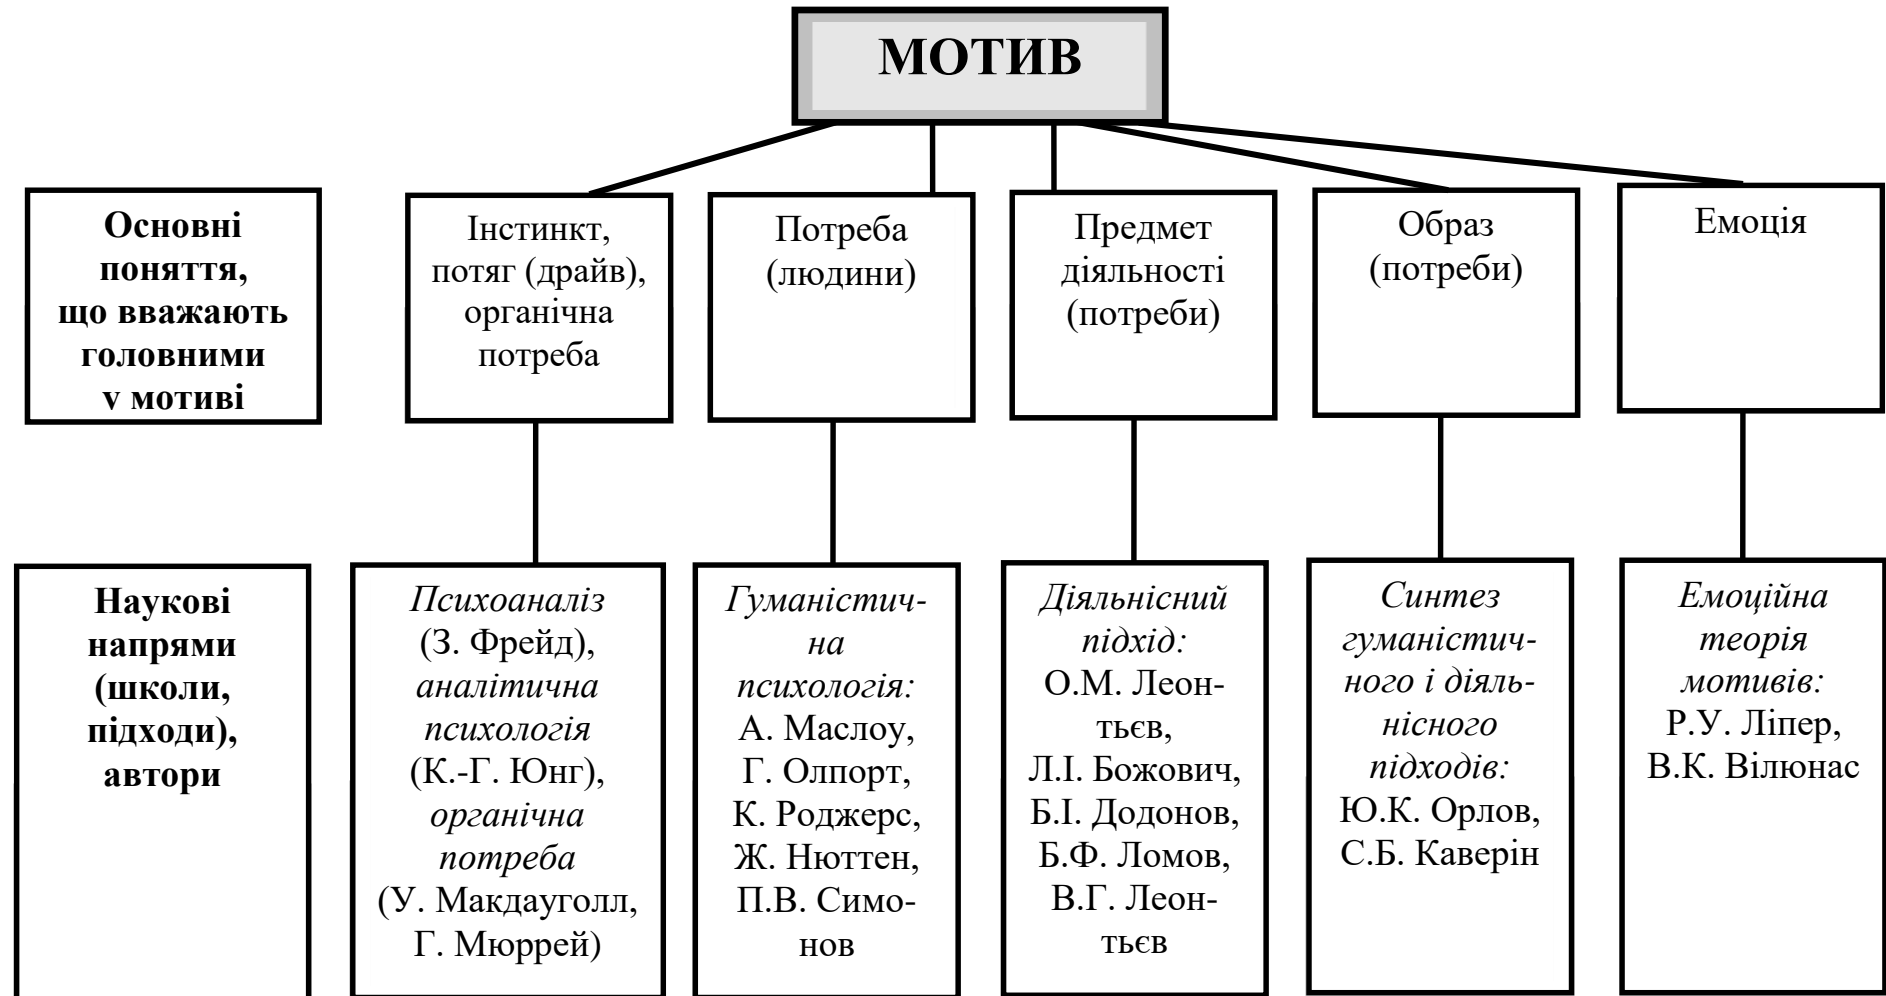 МОТИВ
Основні
поняття,
що вважають
головними
у мотиві
Інстинкт,
потяг (драйв),
органічна
потреба
Потреба
(людини)
Предмет
діяльності
(потреби)
Образ
(потреби)
Емоція
Наукові
напрями
(школи,
підходи),
автори
Психоаналіз
(З. Фрейд),
аналітична
психологія
(К.-Г. Юнг),
органічна
потреба
(У. Макдауголл,
Г. Мюррей)
Гуманістич-
на
психологія:
А. Маслоу,
Г. Олпорт,
К. Роджерс,
Ж. Нюттен,
П.В. Симо-
нов
Діяльнісний
підхід:
О.М. Леон-
тьєв,
Л.І. Божович,
Б.І. Додонов,
Б.Ф. Ломов,
В.Г. Леон-
тьєв
Синтез
гуманістич-
ного і діяль-
нісного
підходів:
Ю.К. Орлов,
С.Б. Каверін
Емоційна
теорія
мотивів:
Р.У. Ліпер,
В.К. Вілюнас